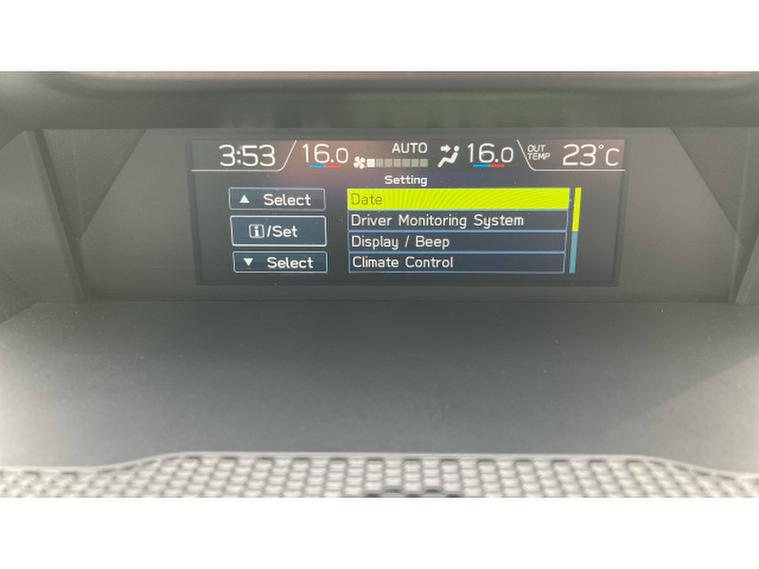 3:53 16.0 AUTO 16.0 OUT TEMP 23°C
Setting
▲ Select
Date
Driver Monitoring System
i/Set
Display / Beep
▼ Select
Climate Control